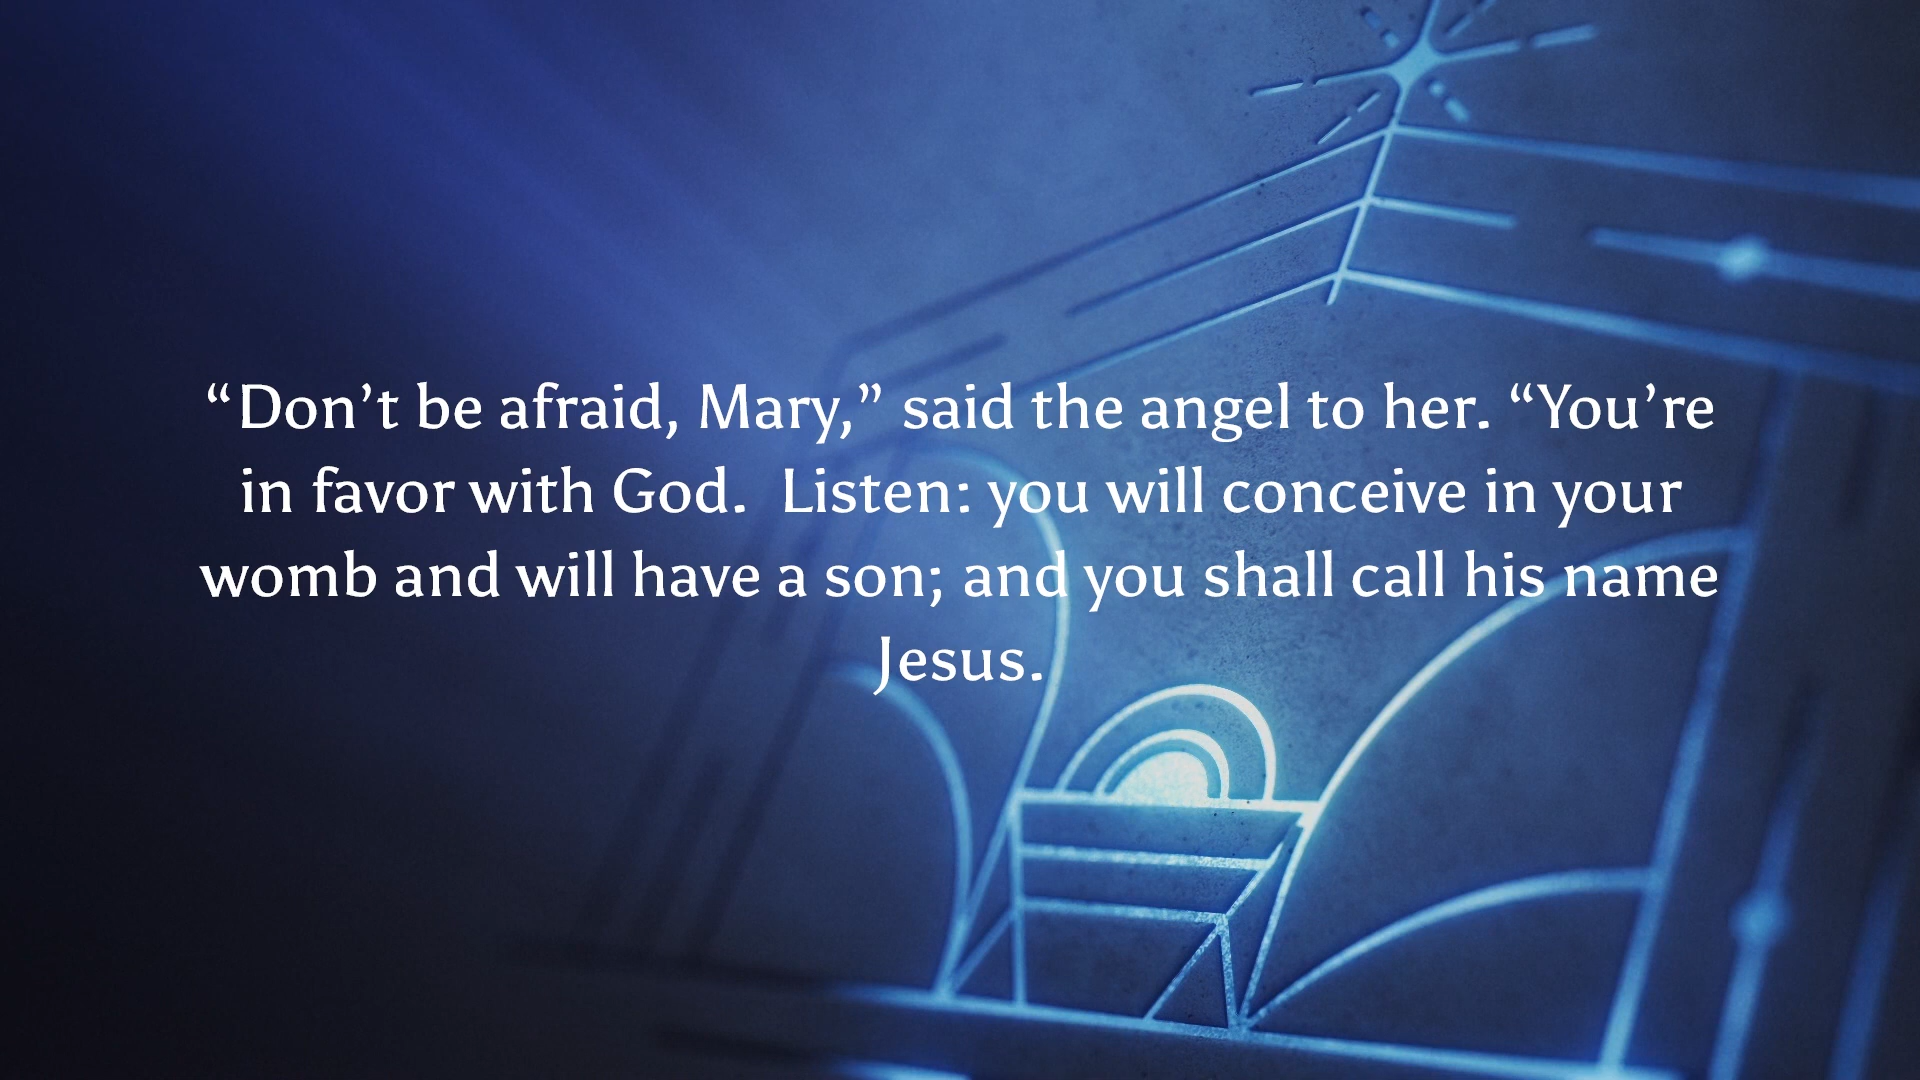 “Don’t be afraid, Mary,” said the angel to her. “You’re
in favor with God.  Listen: you will conceive in your
womb and will have a son; and you shall call his name
Jesus.